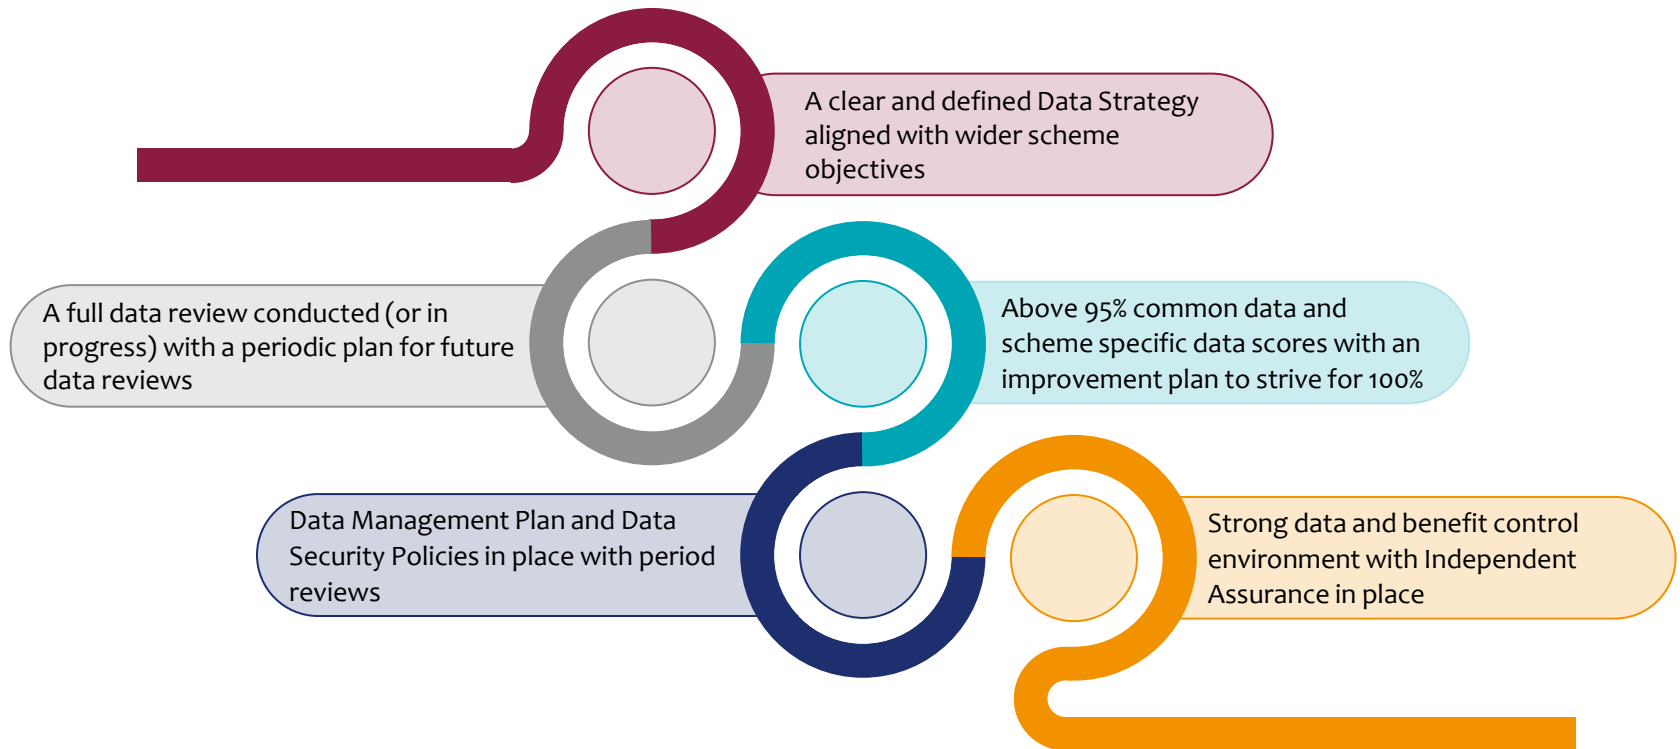 A clear and defined Data Strategy
aligned with wider scheme
objectives
A full data review conducted (or in
progress) with a periodic plan for future
data reviews
Above 95% common data and
scheme specific data scores with an
improvement plan to strive for 100%
Data Management Plan and Data
Security Policies in place with period
reviews
Strong data and benefit control
environment with Independent
Assurance in place